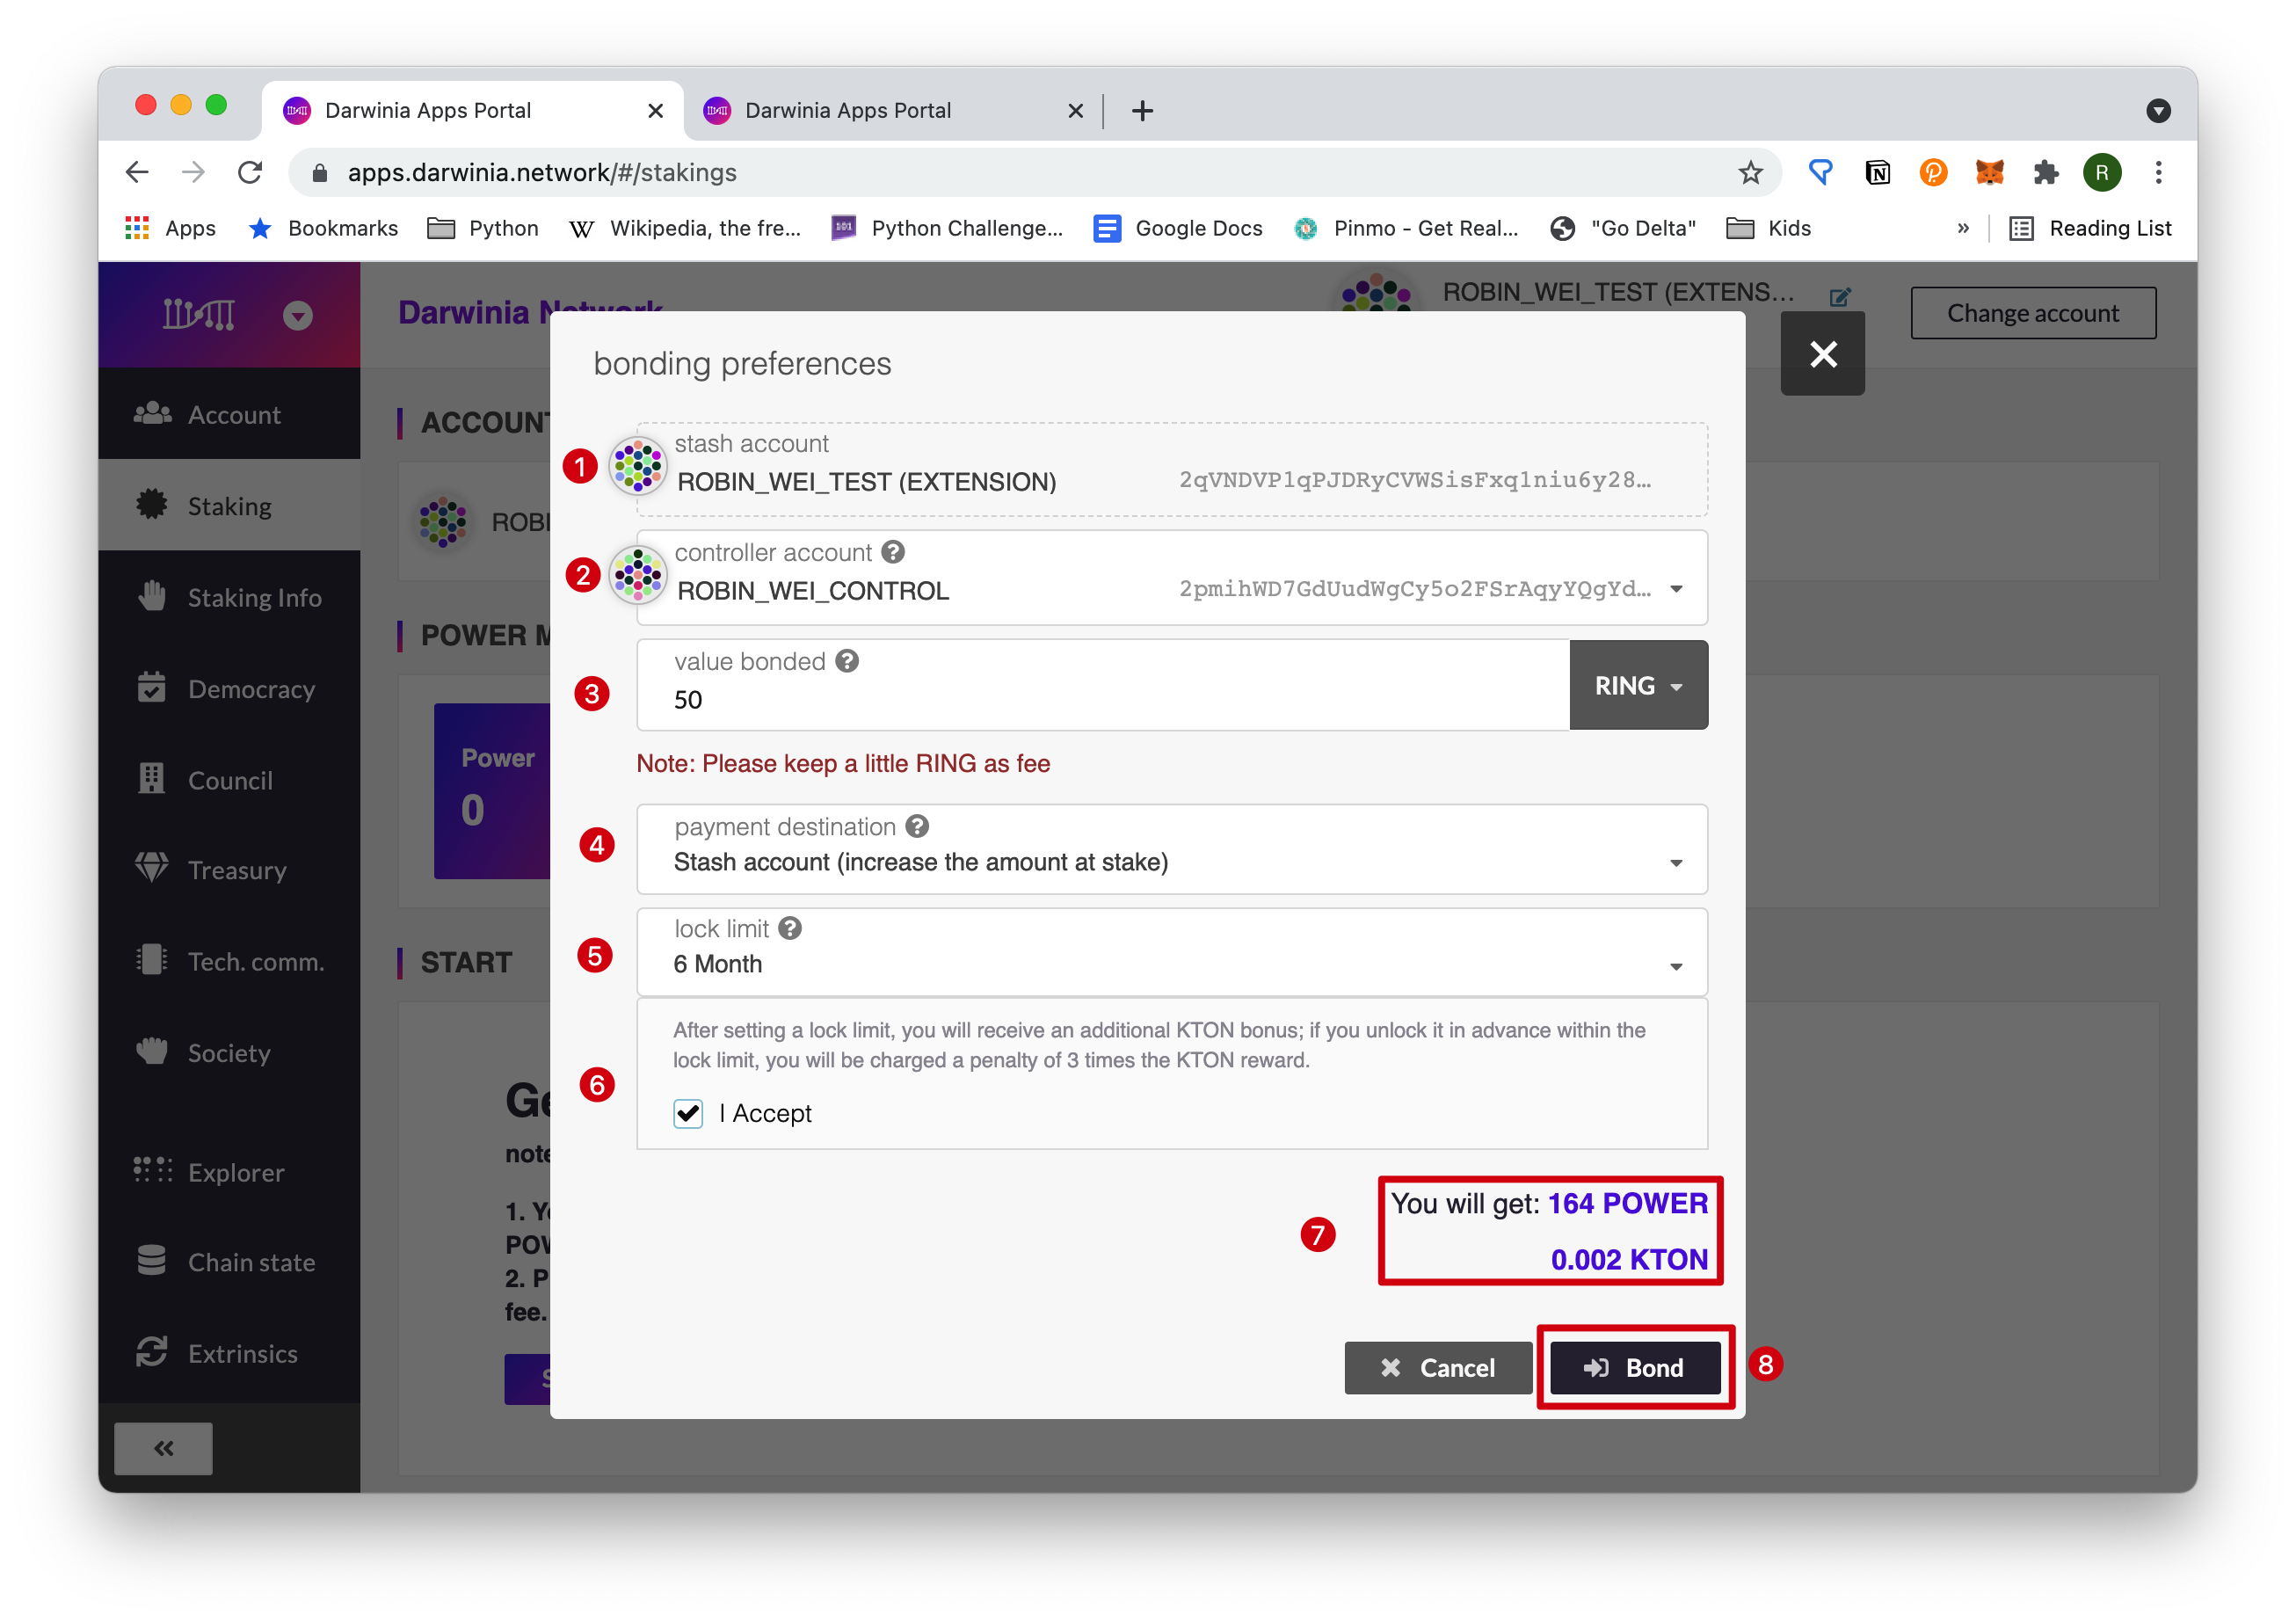 Darwinia Apps Portal
Darwinia Apps Portal
apps.darwinia.network/#/stakings
R
Apps
Bookmarks
Python
Wikipedia, the fre...
Python Challenge...
Google Docs
Pinmo - Get Real...
"Go Delta"
Kids
»
Reading List
Darwinia Network
ROBIN_WEI_TEST (EXTENS...
Change account
Account
Staking
Staking Info
Democracy
Council
Treasury
Tech. comm.
Society
Explorer
Chain state
Extrinsics
ACCOUNT
ROBI
POWER M
Power
0
START
Ge
note
1. Y
POW
2. P
fee.
S
bonding preferences
1
stash account
ROBIN_WEI_TEST (EXTENSION) 2qVNDVP1qPJDRyCVWSisFxq1niu6y28…
2
controller account ?
ROBIN_WEI_CONTROL 2pmihWD7GdUudWgCy5o2FSrAqyYQgYd…
3
value bonded ?
50
RING
Note: Please keep a little RING as fee
4
payment destination ?
Stash account (increase the amount at stake)
5
lock limit ?
6 Month
6
After setting a lock limit, you will receive an additional KTON bonus; if you unlock it in advance within the
lock limit, you will be charged a penalty of 3 times the KTON reward.
I Accept
7
You will get: 164 POWER
0.002 KTON
Cancel
Bond
8